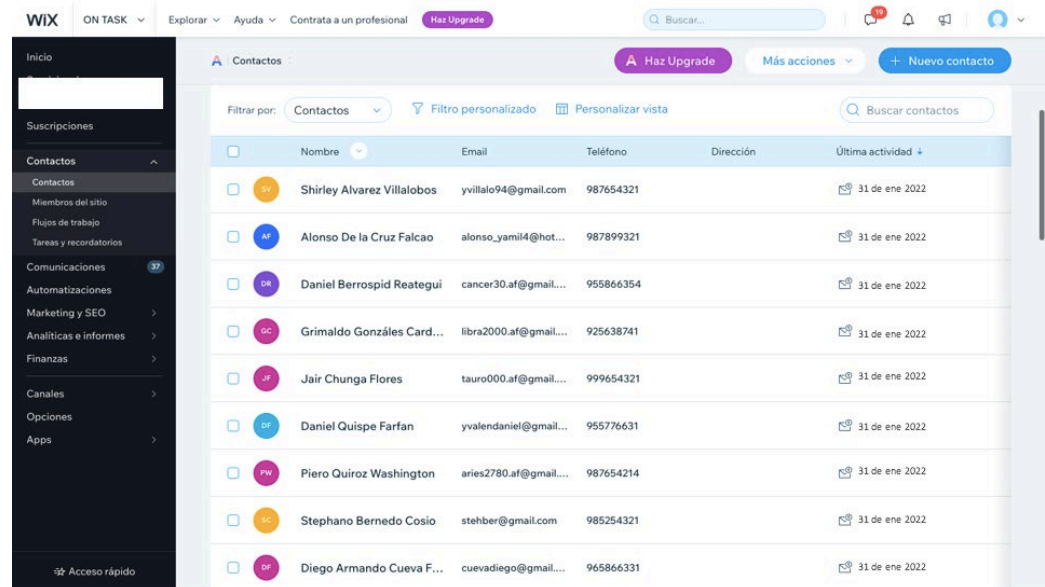 WiX ON TASK Explorar Ayuda Contrata a un profesional Haz Upgrade Buscar... 19
Inicio
Suscripciones
Contactos
Contactos
Miembros del sitio
Flujos de trabajo
Tareas y recordatorios
Comunicaciones 37
Automatizaciones
Marketing y SEO
Analíticas e informes
Finanzas
Canales
Opciones
Apps
Acceso rápido
A Contactos A Haz Upgrade Más acciones + Nuevo contacto
Filtrar por: Contactos Filtro personalizado Personalizar vista Buscar contactos
Nombre Email Teléfono Dirección Última actividad
SV Shirley Alvarez Villalobos yvillalo94@gmail.com 987654321 31 de ene 2022
AF Alonso De la Cruz Falcao alonso_yamil4@hot... 987899321 31 de ene 2022
DR Daniel Berrospid Reategui cancer30.af@gmail.... 955866354 31 de ene 2022
GC Grimaldo Gonzáles Card... libra2000.af@gmail.... 925638741 31 de ene 2022
JF Jair Chunga Flores tauro000.af@gmail.... 999654321 31 de ene 2022
DF Daniel Quispe Farfan yvalendaniel@gmail... 955776631 31 de ene 2022
PW Piero Quiroz Washington aries2780.af@gmail.... 987654214 31 de ene 2022
SC Stephano Bernedo Cosio stehber@gmail.com 985254321 31 de ene 2022
DF Diego Armando Cueva F... cuevadiego@gmail.... 965866331 31 de ene 2022